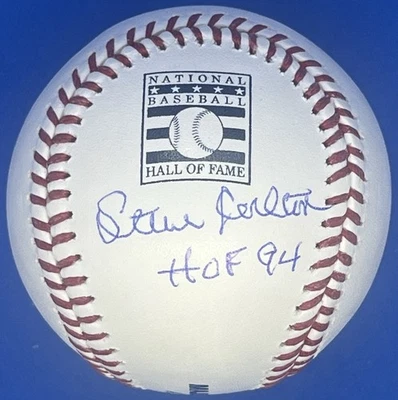 NATIONAL
BASEBALL
HALL OF FAME
Steve Carlton
HOF 94